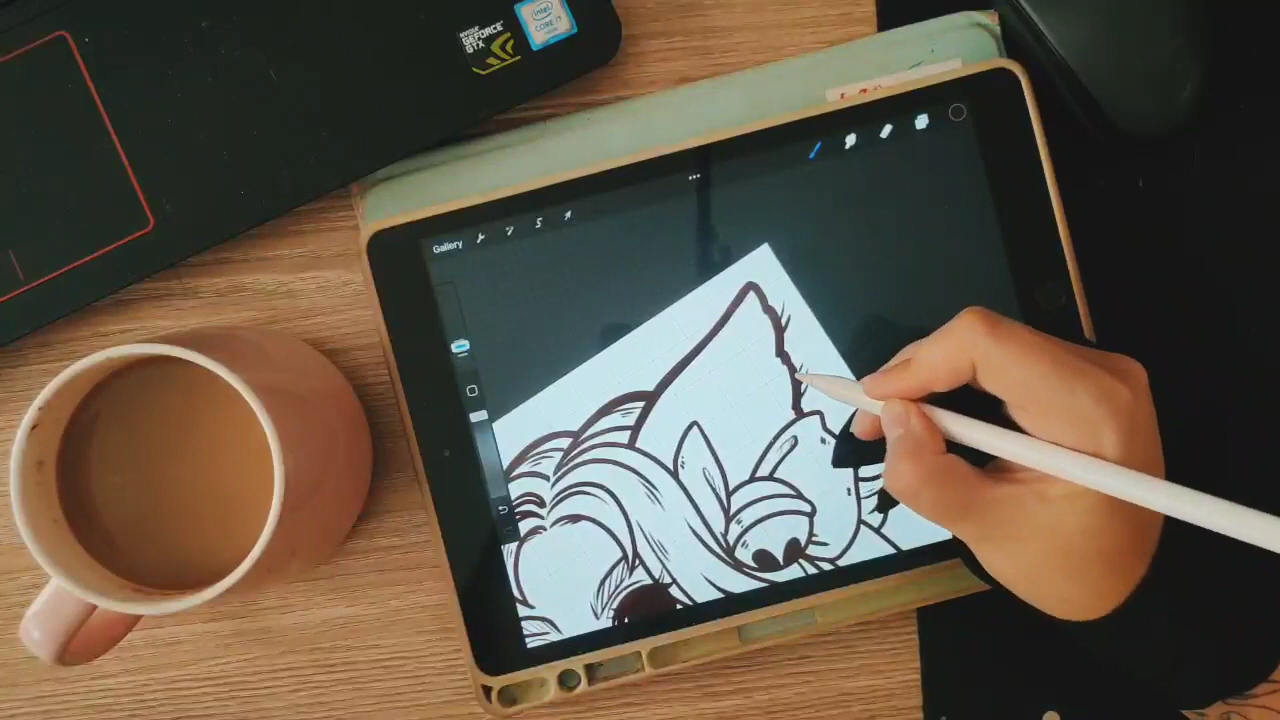 NVIDIA
GEFORCE
GTX
intel
CORE i7
Gallery